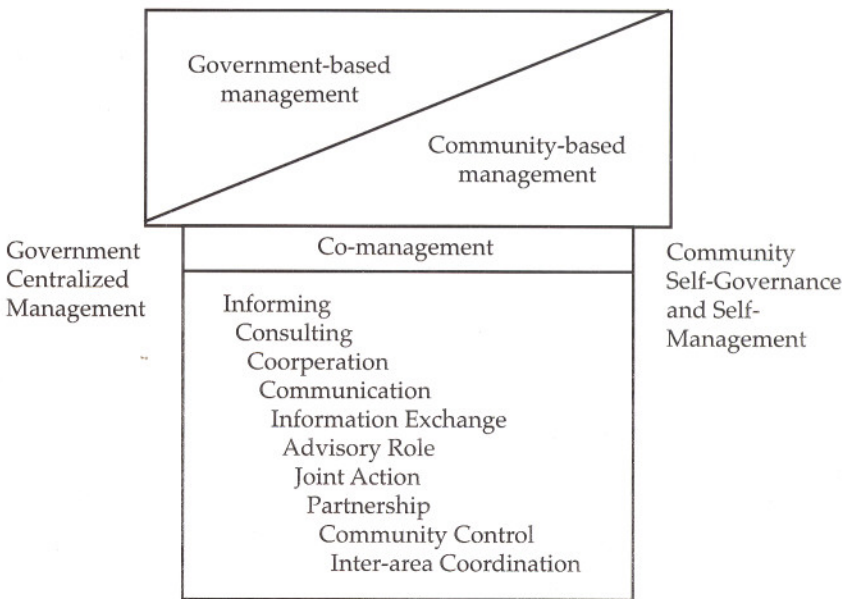 Government-based
management
Community-based
management
Government
Centralized
Management
Co-management
Community
Self-Governance
and Self-
Management
Informing
Consulting
Coorperation
Communication
Information Exchange
Advisory Role
Joint Action
Partnership
Community Control
Inter-area Coordination